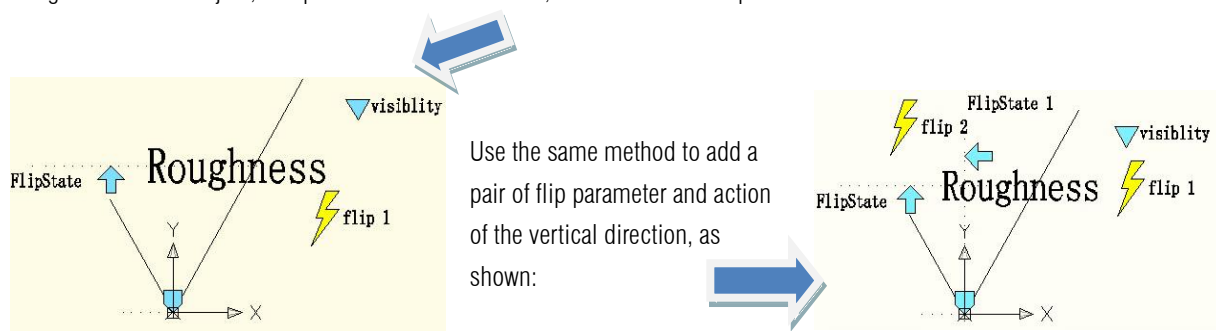 visiblity
Roughness
FlipState
flip 1
Y
X
Use the same method to add a
pair of flip parameter and action
of the vertical direction, as
shown:
FlipState 1
flip 2
visiblity
Roughness
flip 1
FlipState
Y
X